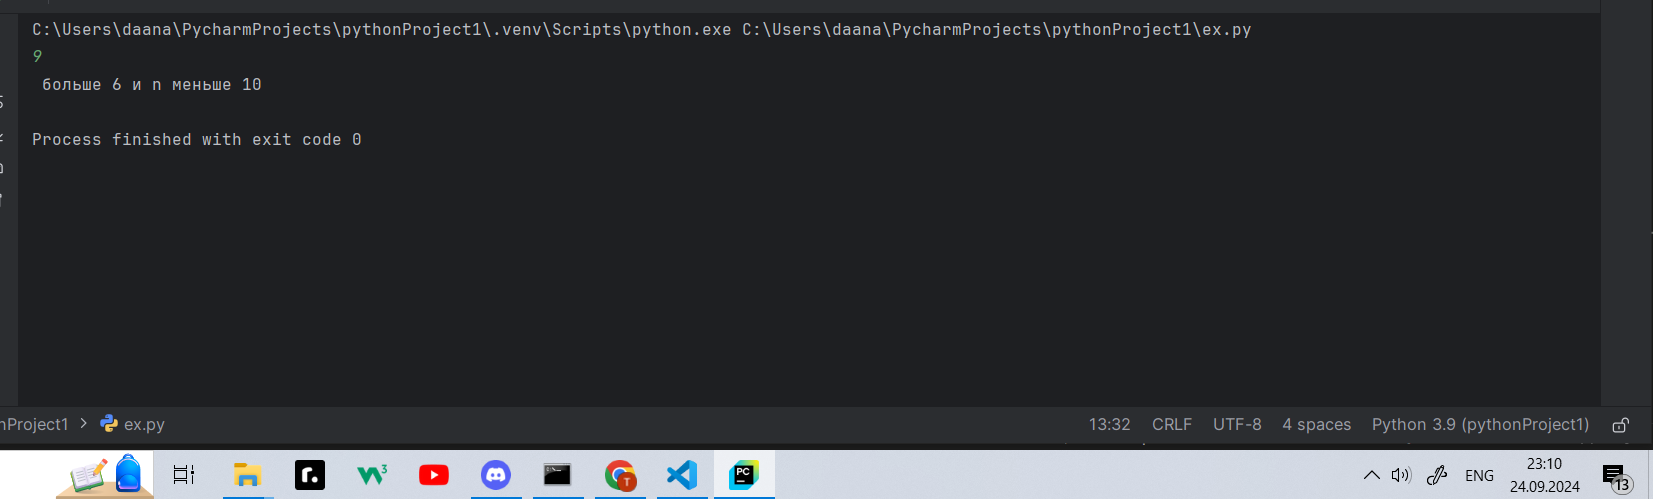 C:\Users\daana\PycharmProjects\pythonProject1\.venv\Scripts\python.exe C:\Users\daana\PycharmProjects\pythonProject1\ex.py
9
больше 6 и n меньше 10
Process finished with exit code 0
nProject1 > ex.py 13:32 CRLF UTF-8 4 spaces Python 3.9 (pythonProject1)
r. W3 PC T ENG 23:10
24.09.2024 13